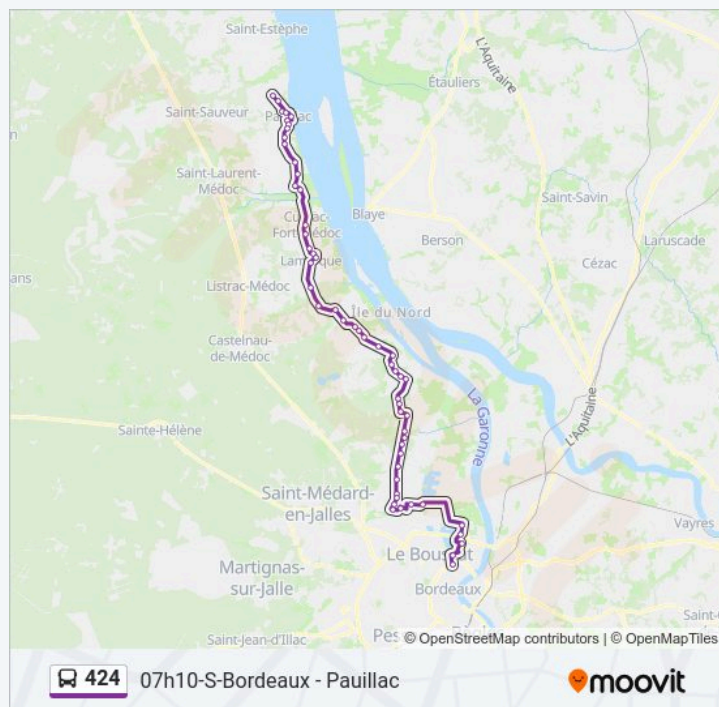 Saint-Estèphe
L'Aquitaine
Étauliers
Saint-Sauveur
Saint-Laurent-
Médoc
Saint-Savin
Blaye
Laruscade
Berson
Cézac
Listrac-Médoc
Île du Nord
Castelnau-
de-Médoc
La Garonne
L'Aquitaine
Sainte-Hélène
Saint-Médard-
en-Jalles
Vayres
Martignas-
sur-Jalle
Bordeaux
Saint-Jean-d'Illac
© OpenStreetMap contributors | © OpenMapTiles
424 07h10-S-Bordeaux - Pauillac
moovit